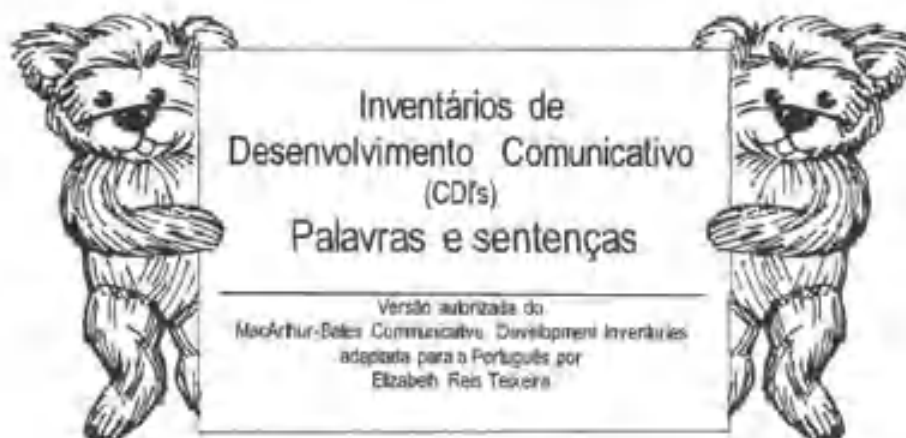 Inventários de
Desenvolvimento Comunicativo
(CDI's)
Palavras e sentenças
Versão autorizada do
MacArthur-Bates Communicative Development Inventories
adaptada para o Português por
Elizabeth Reis Teixeira